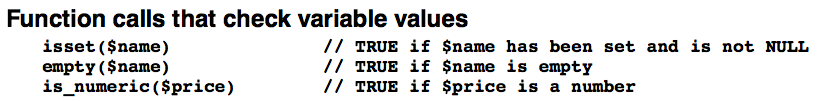 Function calls that check variable values
isset($name) // TRUE if $name has been set and is not NULL
empty($name) // TRUE if $name is empty
is_numeric($price) // TRUE if $price is a number